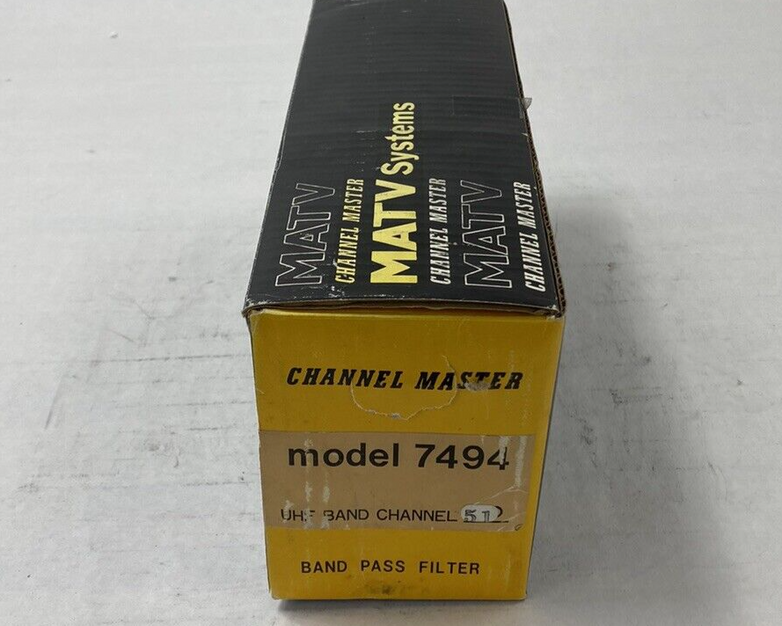 MATV
CHANNEL MASTER
MATV Systems
CHANNEL MASTER
MATV
CHANNEL MASTER
CHANNEL MASTER
model 7494
UHF BAND CHANNEL
BAND PASS FILTER